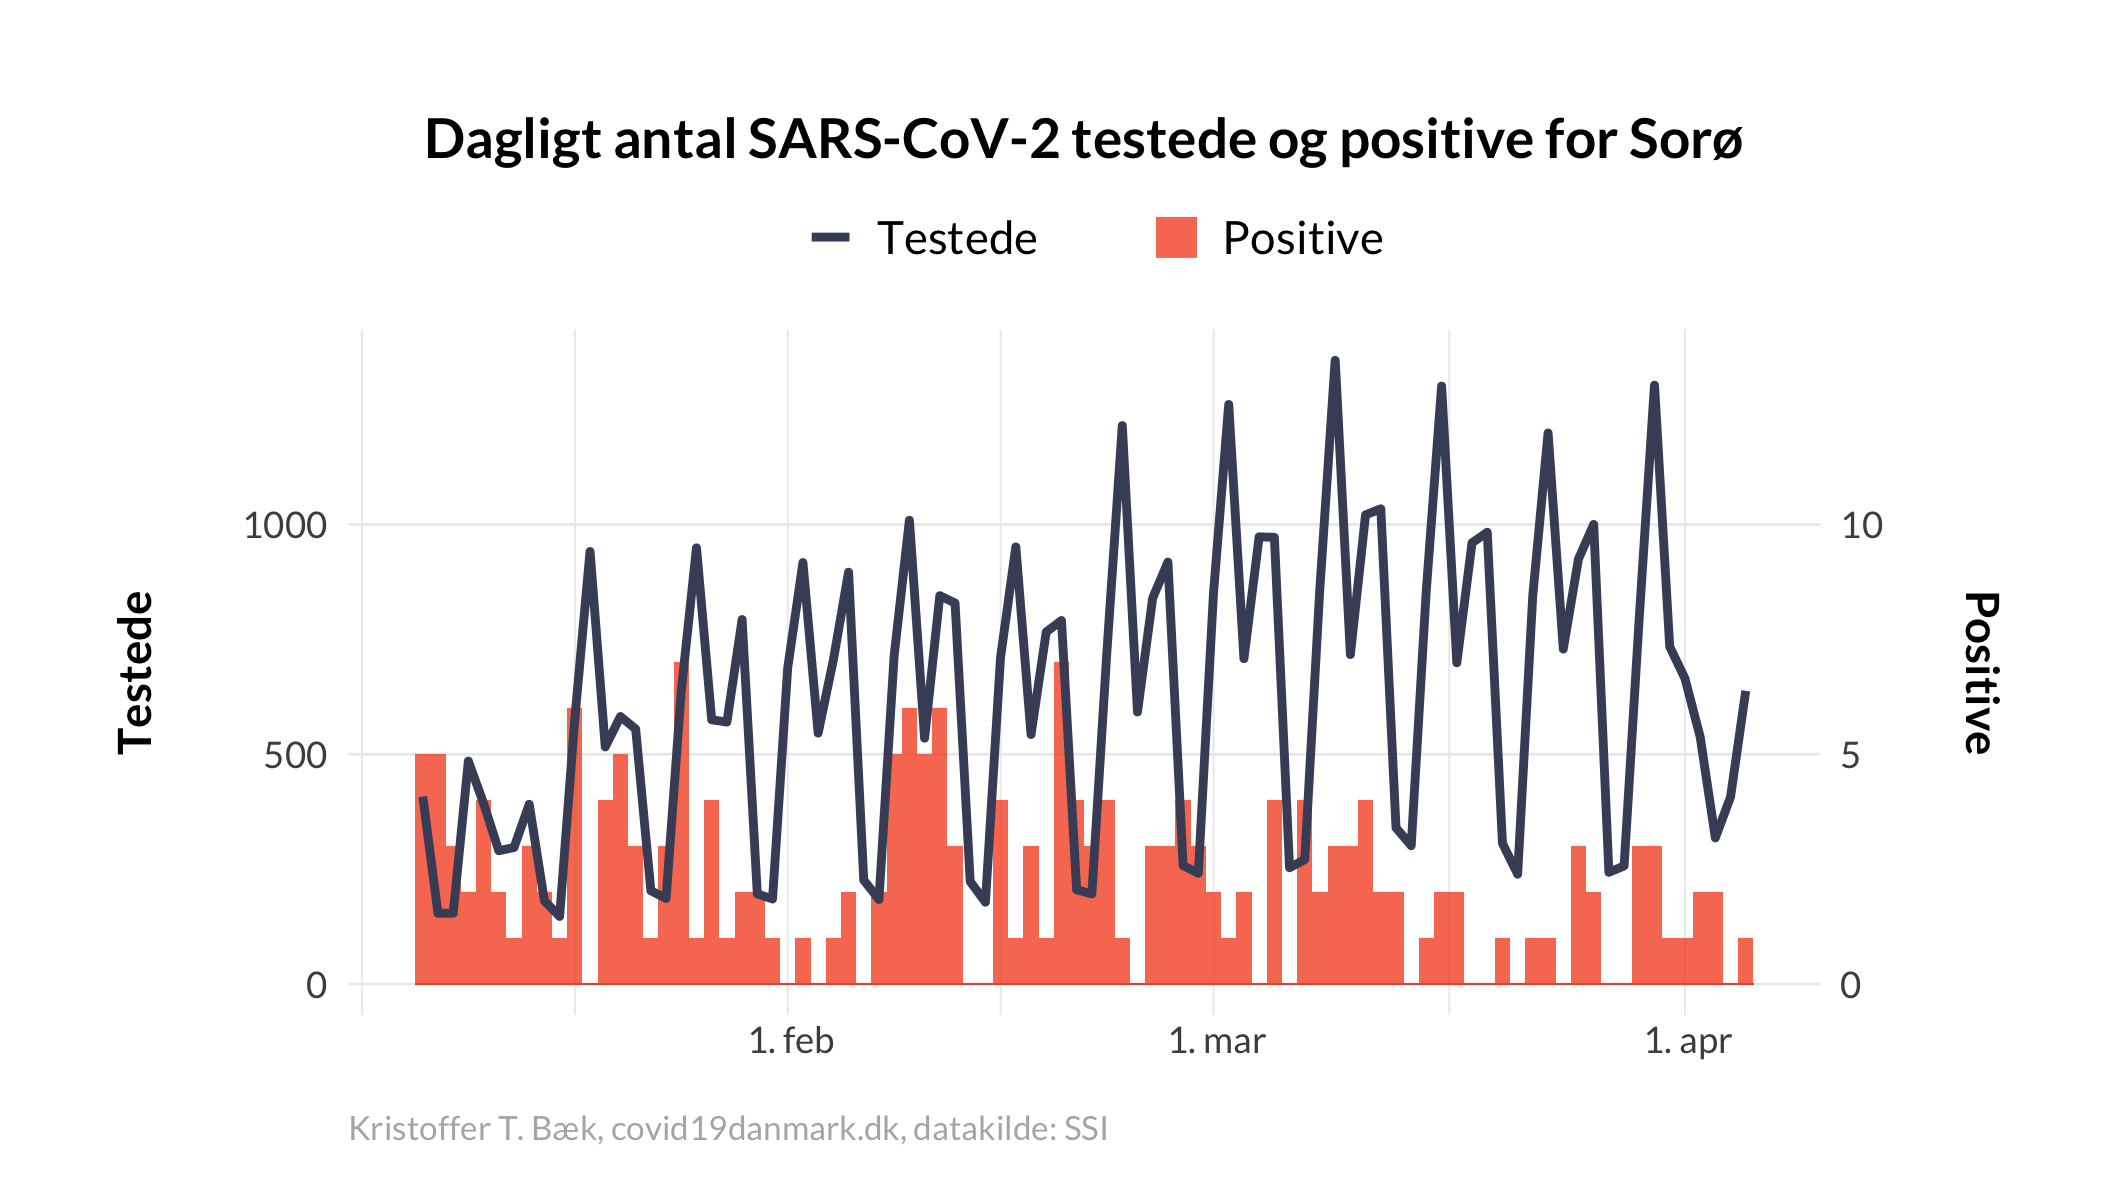 Dagligt antal SARS-CoV-2 testede og positive for Sorø
Testede Positive
1000
500
0
Testede
10
5
0
Positive
1. feb 1. mar 1. apr
Kristoffer T. Bæk, covid19danmark.dk, datakilde: SSI